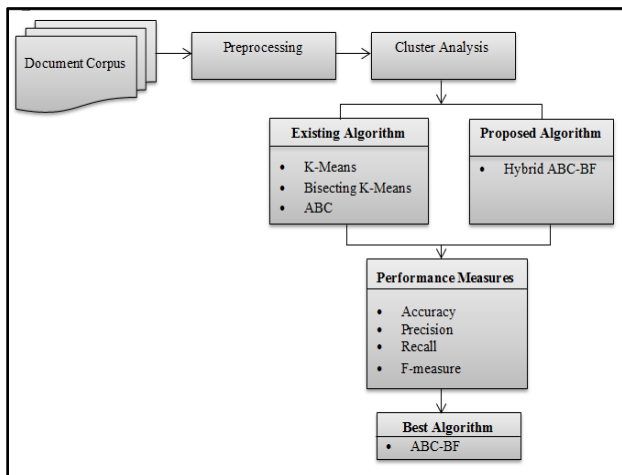 Document Corpus
Preprocessing
Cluster Analysis
Existing Algorithm
• K-Means
• Bisecting K-Means
• ABC
Proposed Algorithm
• Hybrid ABC-BF
Performance Measures
• Accuracy
• Precision
• Recall
• F-measure
Best Algorithm
• ABC-BF